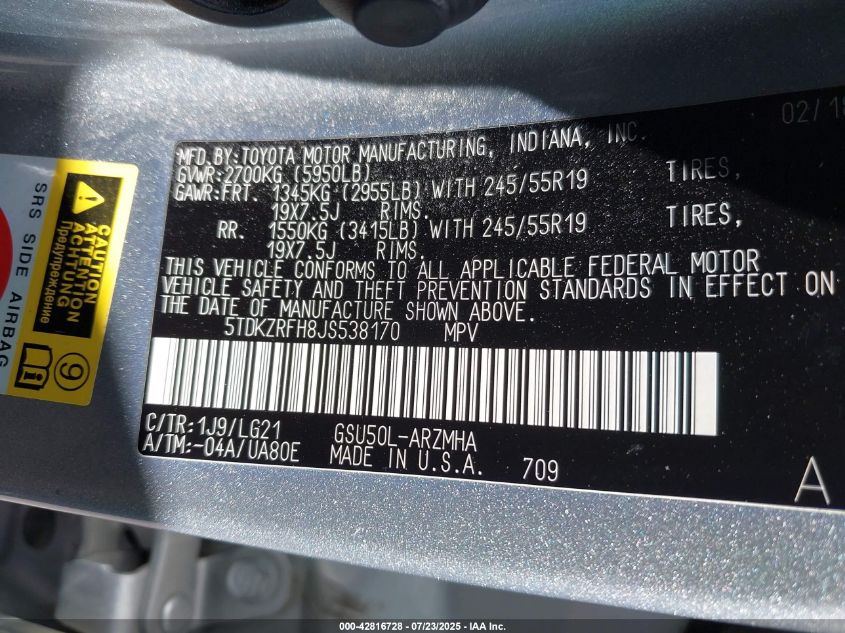 02/18
MFD.BY:TOYOTA MOTOR MANUFACTURING, INDIANA, INC.
GVWR:2700KG (5950LB)
GAWR:FRT. 1345KG (2955LB) WITH 245/55R19 TIRES,
19X7.5J RIMS.
RR. 1550KG (3415LB) WITH 245/55R19 TIRES,
19X7.5J RIMS.
THIS VEHICLE CONFORMS TO ALL APPLICABLE FEDERAL MOTOR
VEHICLE SAFETY AND THEFT PREVENTION STANDARDS IN EFFECT ON
THE DATE OF MANUFACTURE SHOWN ABOVE.
5TDKZRFH8JS538170 MPV
C/TR:1J9/LG21 GSU50L-ARZMHA
A/TM:-04A/UA80E MADE IN U.S.A. 709
A
SRS SIDE AIRBAG
CAUTION
ATTENTION
ACHTUNG
Предупреждение
9
000-42816728 - 07/23/2025 - IAA Inc.